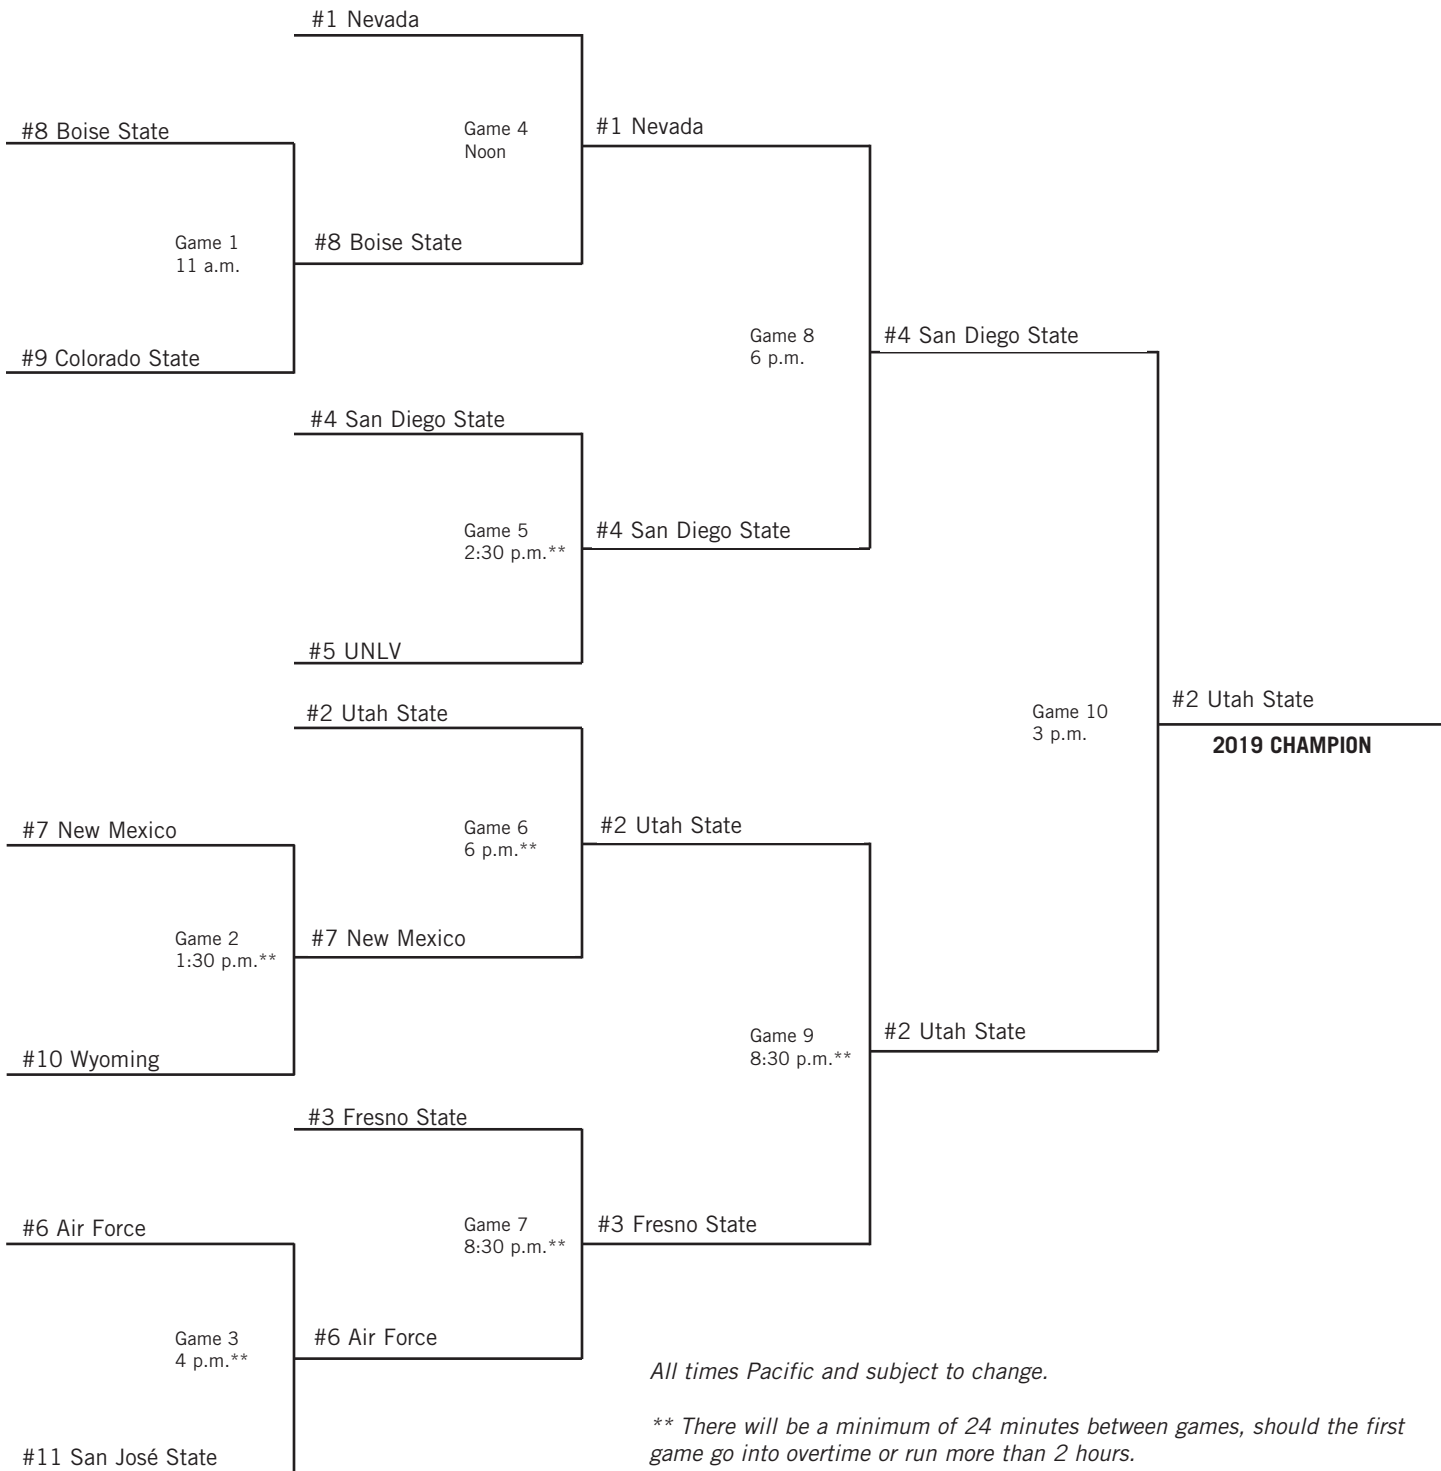 #1 Nevada
#8 Boise State
Game 4
Noon
#1 Nevada
Game 1
11 a.m.
#8 Boise State
#9 Colorado State
Game 8
6 p.m.
#4 San Diego State
#4 San Diego State
Game 5
2:30 p.m.**
#4 San Diego State
#5 UNLV
#2 Utah State
Game 10
3 p.m.
#2 Utah State
2019 CHAMPION
#7 New Mexico
Game 6
6 p.m.**
#2 Utah State
Game 2
1:30 p.m.**
#7 New Mexico
#10 Wyoming
Game 9
8:30 p.m.**
#2 Utah State
#3 Fresno State
#6 Air Force
Game 7
8:30 p.m.**
#3 Fresno State
Game 3
4 p.m.**
#6 Air Force
#11 San José State
All times Pacific and subject to change.
** There will be a minimum of 24 minutes between games, should the first
game go into overtime or run more than 2 hours.